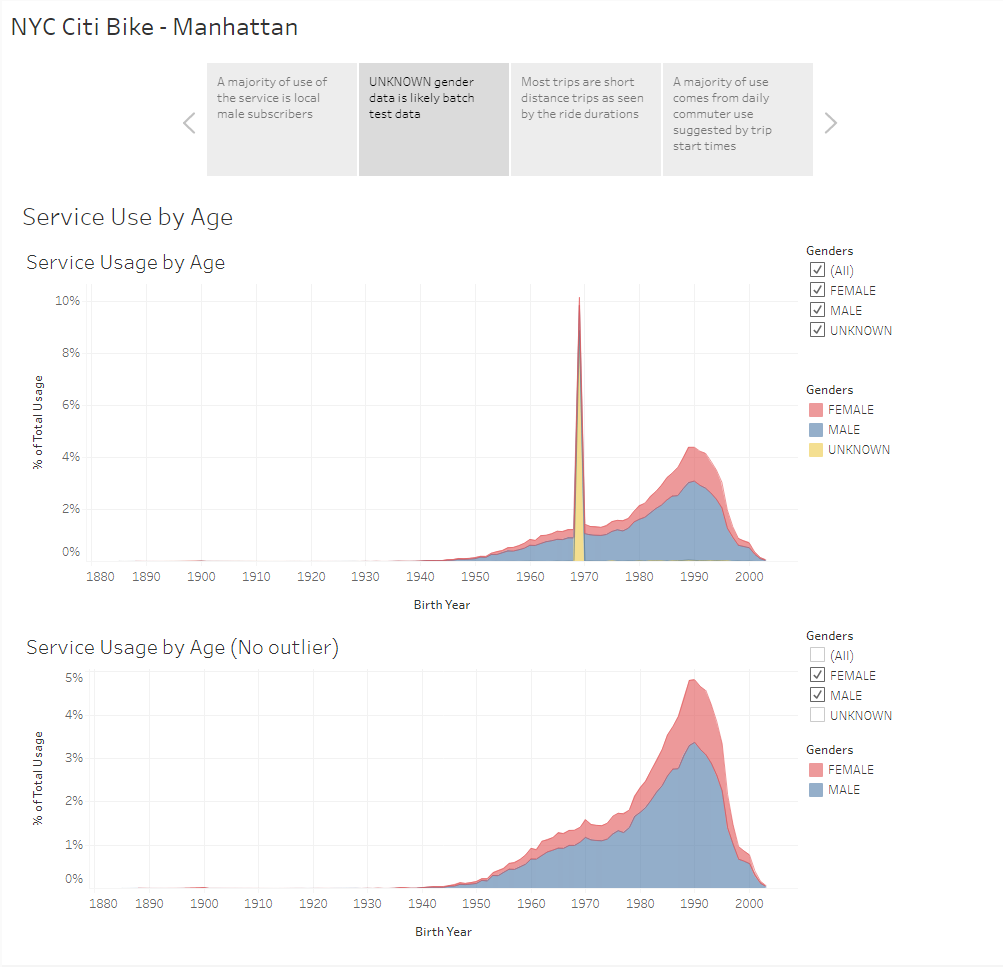 NYC Citi Bike - Manhattan
A majority of use of
the service is local
male subscribers
UNKNOWN gender
data is likely batch
test data
Most trips are short
distance trips as seen
by the ride durations
A majority of use
comes from daily
commuter use
suggested by trip
start times
Service Use by Age
Service Usage by Age
Genders
(All)
FEMALE
MALE
UNKNOWN
Genders
FEMALE
MALE
UNKNOWN
% of Total Usage
10%
8%
6%
4%
2%
0%
1880 1890 1900 1910 1920 1930 1940 1950 1960 1970 1980 1990 2000
Birth Year
Service Usage by Age (No outlier)
Genders
(All)
FEMALE
MALE
UNKNOWN
Genders
FEMALE
MALE
% of Total Usage
5%
4%
3%
2%
1%
0%
1880 1890 1900 1910 1920 1930 1940 1950 1960 1970 1980 1990 2000
Birth Year